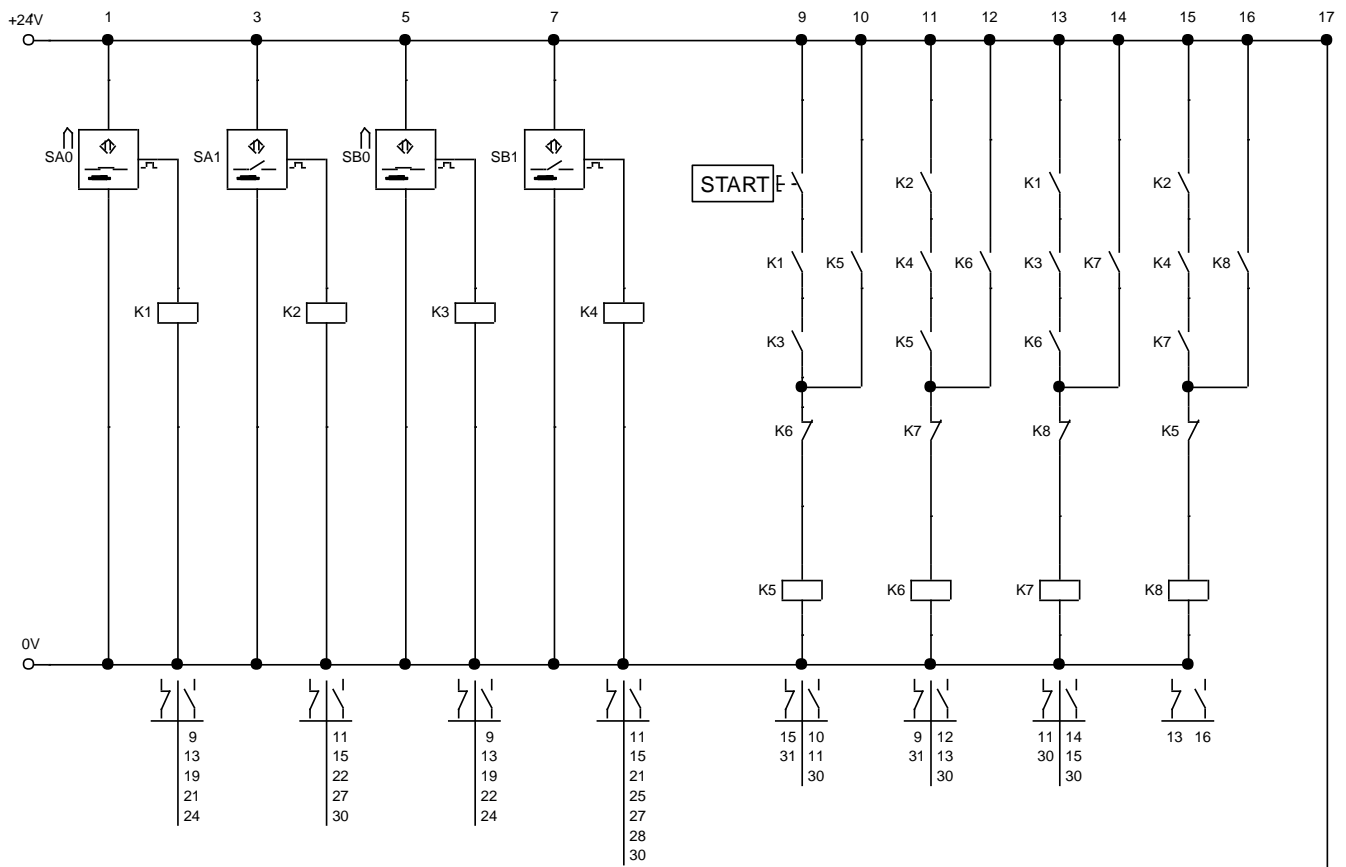 +24V 1 3 5 7 9 10 11 12 13 14 15 16 17
SA0 SA1 SB0 SB1
START K2 K1 K2
K1 K5 K4 K6 K3 K7 K4 K8
K1 K2 K3 K4
K3 K5 K6 K7
K6 K7 K8 K5
K5 K6 K7 K8
0V
9 11 9 11 15 10 9 12 11 14 13 16
13 15 13 15 31 11 31 13 30 15
19 22 19 21 30 30 30
21 27 22 25
24 30 24 27
28
30